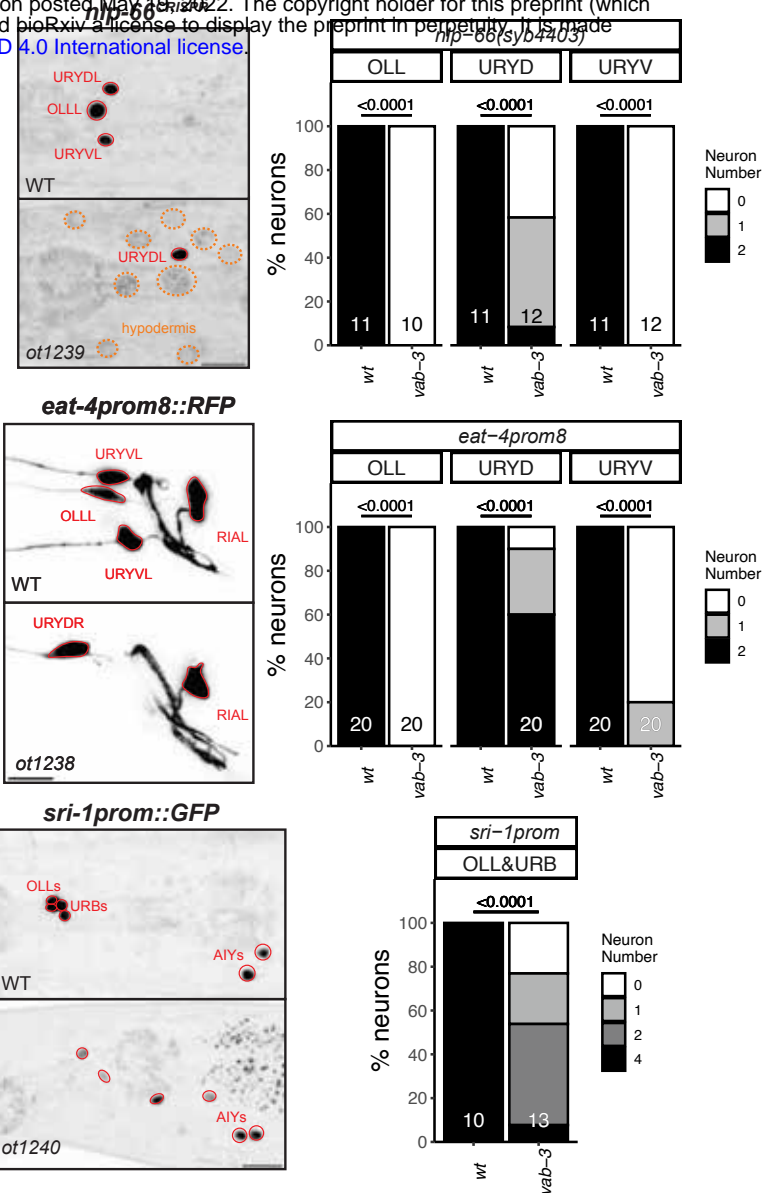 on posted May 19, 2022. The copyright holder for this preprint (which
d bioRxiv a license to display the preprint in perpetuity. It is made
D 4.0 International license.
nlp-66
nlp−66(syb4403)
OLL
URYD
URYV
URYDL
OLLL
URYVL
WT
URYDL
hypodermis
ot1239
<0.0001
<0.0001
<0.0001
% neurons
100
80
60
40
20
0
11
10
11
12
11
12
wt
vab−3
wt
vab−3
wt
vab−3
Neuron
Number
0
1
2
eat-4prom8::RFP
URYVL
OLLL
URYVL
RIAL
WT
URYDR
RIAL
ot1238
eat−4prom8
OLL
URYD
URYV
<0.0001
<0.0001
<0.0001
% neurons
100
80
60
40
20
0
20
20
20
20
20
wt
vab−3
wt
vab−3
wt
vab−3
Neuron
Number
0
1
2
sri-1prom::GFP
OLLs
URBs
AIYs
WT
AIYs
ot1240
sri−1prom
OLL&URB
<0.0001
% neurons
100
80
60
40
20
0
10
13
wt
vab−3
Neuron
Number
0
1
2
4